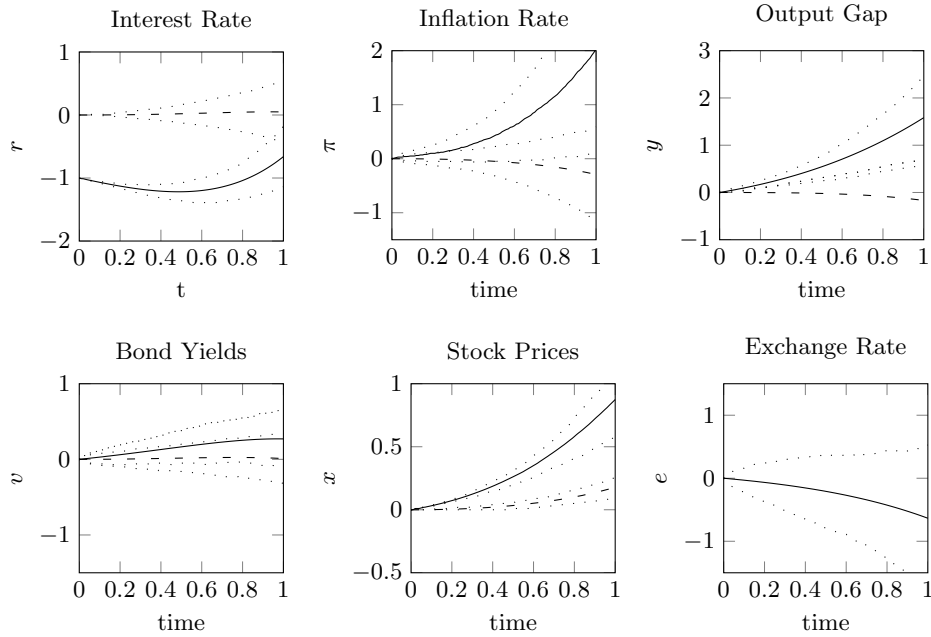 Interest Rate
1
0
−1
−2
r
0 0.2 0.4 0.6 0.8 1
t
Inflation Rate
2
1
0
−1
π
0 0.2 0.4 0.6 0.8 1
time
Output Gap
3
2
1
0
−1
y
0 0.2 0.4 0.6 0.8 1
time
Bond Yields
1
0
−1
v
0 0.2 0.4 0.6 0.8 1
time
Stock Prices
1
0.5
0
−0.5
x
0 0.2 0.4 0.6 0.8 1
time
Exchange Rate
1
0
−1
e
0 0.2 0.4 0.6 0.8 1
time